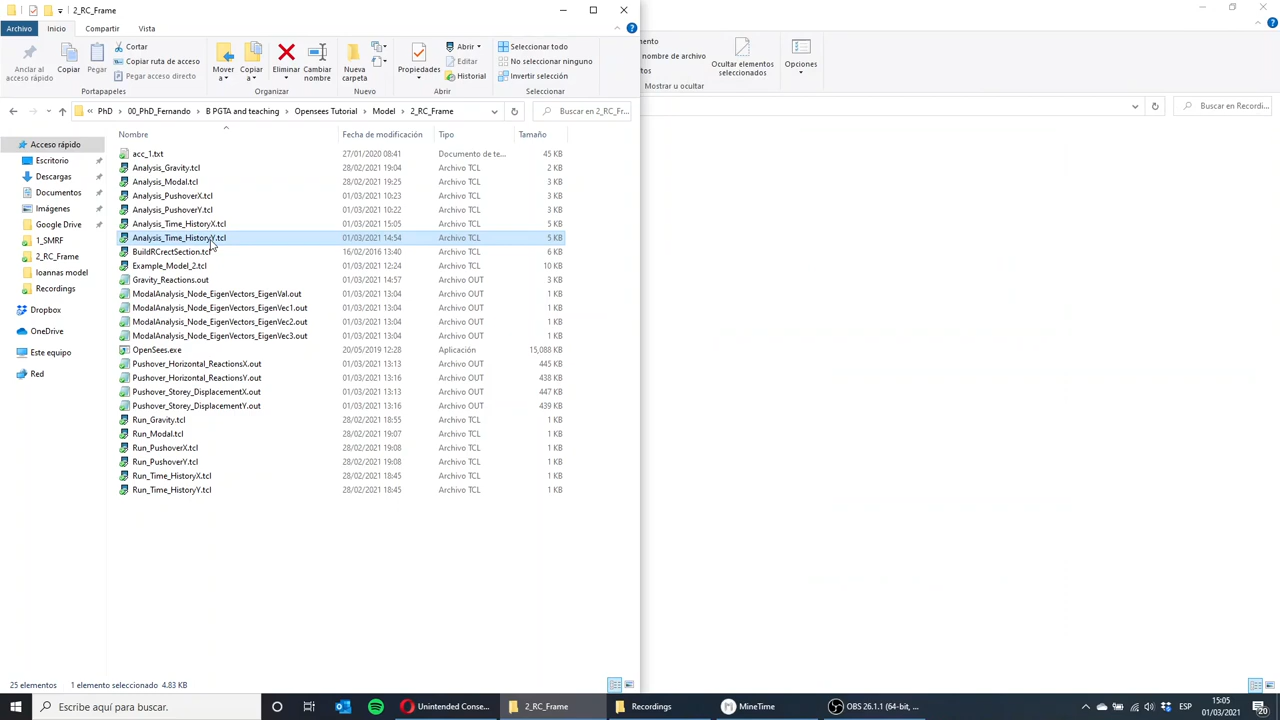 2_RC_Frame
Archivo Inicio Compartir Vista
Anclar al acceso rápido
Copiar
Pegar
Cortar
Copiar ruta de acceso
Pegar acceso directo
Portapapeles
Mover a
Copiar a
Eliminar
Cambiar nombre
Organizar
Nueva carpeta
Nuevo
Propiedades
Abrir
Editar
Historial
Abrir
Seleccionar todo
No seleccionar ninguno
Invertir selección
Seleccionar
mento
nombre de archivo
tos
Ocultar elementos seleccionados
Opciones
Mostrar u ocultar
« PhD > 00_PhD_Fernando > B PGTA and teaching > Opensees Tutorial > Model > 2_RC_Frame
Buscar en 2_RC_Fr...
Buscar en Recordi...
Nombre Fecha de modificación Tipo Tamaño
Acceso rápido
Escritorio
Descargas
Documentos
Imágenes
Google Drive
1_SMRF
2_RC_Frame
Ioannas model
Recordings
Dropbox
OneDrive
Este equipo
Red
acc_1.txt 27/01/2020 08:41 Documento de te... 45 KB
Analysis_Gravity.tcl 28/02/2021 19:04 Archivo TCL 2 KB
Analysis_Modal.tcl 28/02/2021 19:25 Archivo TCL 3 KB
Analysis_PushoverX.tcl 01/03/2021 10:23 Archivo TCL 3 KB
Analysis_PushoverY.tcl 01/03/2021 10:22 Archivo TCL 3 KB
Analysis_Time_HistoryX.tcl 01/03/2021 15:05 Archivo TCL 5 KB
Analysis_Time_HistoryY.tcl 01/03/2021 14:54 Archivo TCL 5 KB
BuildRCrectSection.tcl 16/02/2016 13:40 Archivo TCL 6 KB
Example_Model_2.tcl 01/03/2021 12:24 Archivo TCL 10 KB
Gravity_Reactions.out 01/03/2021 14:57 Archivo OUT 1 KB
ModalAnalysis_Node_EigenVectors_EigenVal.out 01/03/2021 13:04 Archivo OUT 1 KB
ModalAnalysis_Node_EigenVectors_EigenVec1.out 01/03/2021 13:04 Archivo OUT 1 KB
ModalAnalysis_Node_EigenVectors_EigenVec2.out 01/03/2021 13:04 Archivo OUT 1 KB
ModalAnalysis_Node_EigenVectors_EigenVec3.out 01/03/2021 13:04 Archivo OUT 1 KB
OpenSees.exe 20/05/2019 12:28 Aplicación 15,088 KB
Pushover_Horizontal_ReactionsX.out 01/03/2021 13:13 Archivo OUT 445 KB
Pushover_Horizontal_ReactionsY.out 01/03/2021 13:16 Archivo OUT 438 KB
Pushover_Storey_DisplacementX.out 01/03/2021 13:13 Archivo OUT 447 KB
Pushover_Storey_DisplacementY.out 01/03/2021 13:16 Archivo OUT 439 KB
Run_Gravity.tcl 28/02/2021 18:55 Archivo TCL 1 KB
Run_Modal.tcl 28/02/2021 19:07 Archivo TCL 1 KB
Run_PushoverX.tcl 28/02/2021 19:08 Archivo TCL 1 KB
Run_PushoverY.tcl 28/02/2021 19:08 Archivo TCL 1 KB
Run_Time_HistoryX.tcl 28/02/2021 18:45 Archivo TCL 1 KB
Run_Time_HistoryY.tcl 28/02/2021 18:45 Archivo TCL 1 KB
25 elementos 1 elemento seleccionado 4.83 KB
Escribe aquí para buscar.
Unintended Conse...
2_RC_Frame
Recordings
MineTime
OBS 26.1.1 (64-bit, ...
ESP
15:05
01/03/2021
20